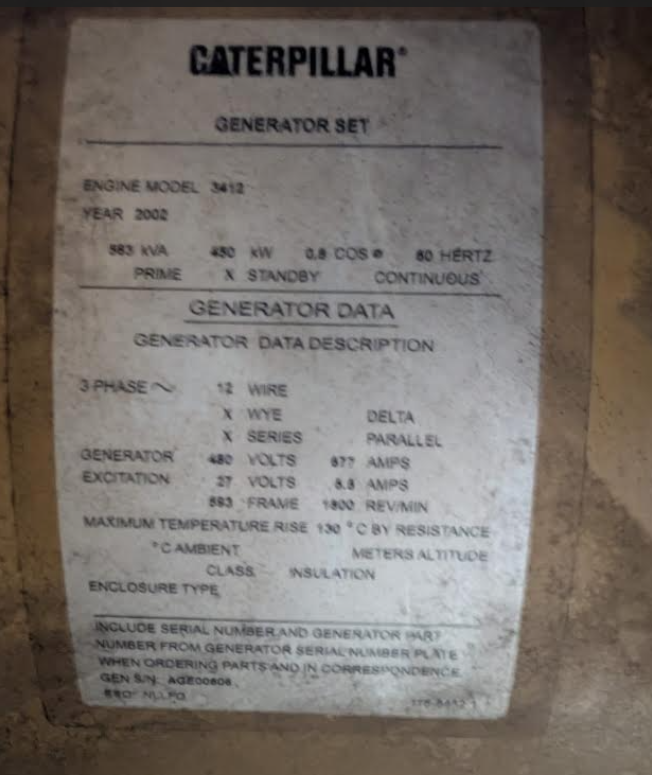 CATERPILLAR®
GENERATOR SET
ENGINE MODEL 3412
YEAR 2002
563 kVA 450 kW 0.8 COS ø 60 HERTZ
PRIME X STANDBY CONTINUOUS
GENERATOR DATA
GENERATOR DATA DESCRIPTION
3 PHASE ~ 12 WIRE
X WYE DELTA
X SERIES PARALLEL
GENERATOR 480 VOLTS 677 AMPS
EXCITATION 27 VOLTS AMPS
FRAME 1800 REV/MIN
MAXIMUM TEMPERATURE RISE 130 °C BY RESISTANCE
°C AMBIENT METERS ALTITUDE
CLASS INSULATION
ENCLOSURE TYPE
INCLUDE SERIAL NUMBER AND GENERATOR PART
NUMBER FROM GENERATOR SERIAL NUMBER PLATE
WHEN ORDERING PARTS AND IN CORRESPONDENCE.
GEN S/N: